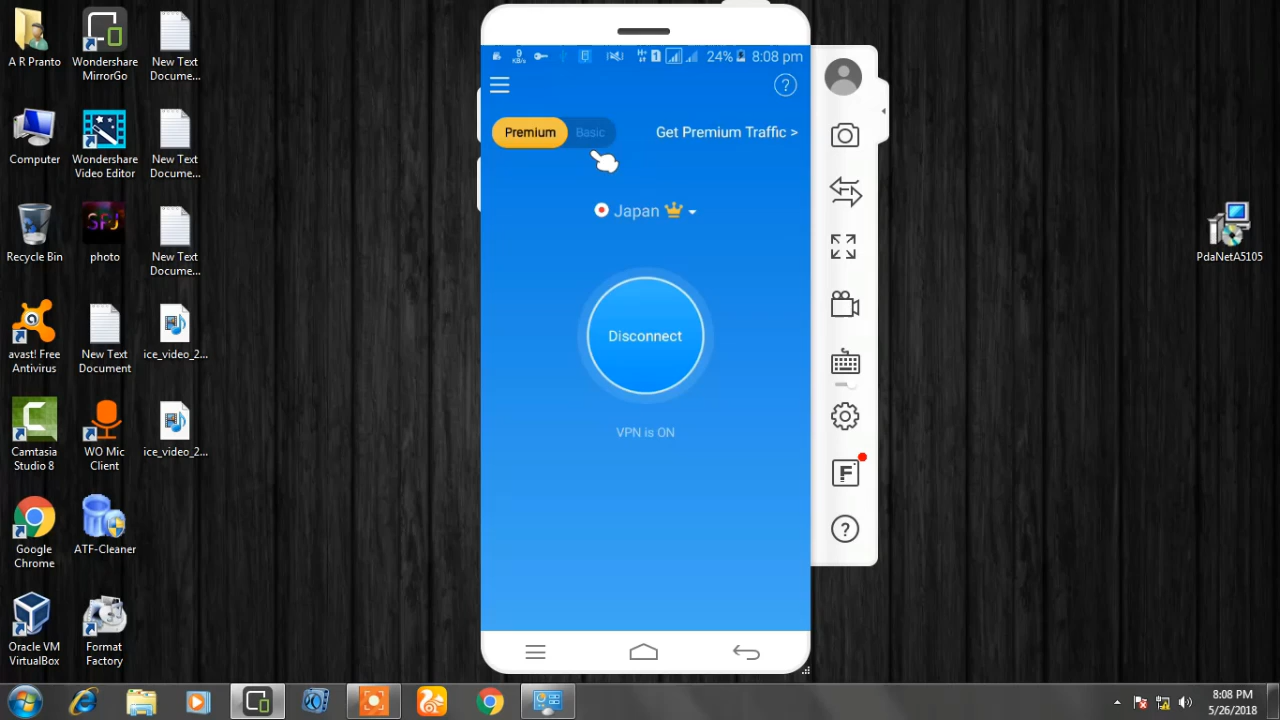 Ah Pranto
Wondershare
MirrorGo
New Text
Docume...
Computer
Wondershare
Video Editor
New Text
Docume...
Recycle Bin
photo
New Text
Docume...
avast! Free
Antivirus
New Text
Document
ice_video_2...
Camtasia
Studio 8
WO Mic
Client
ice_video_2...
Google
Chrome
ATF-Cleaner
Oracle VM
VirtualBox
Format
Factory
KB/s
1
24%
8:08 pm
?
Premium
Basic
Get Premium Traffic >
Japan
Disconnect
VPN is ON
F
?
PdaNetA5105
8:08 PM
5/26/2018